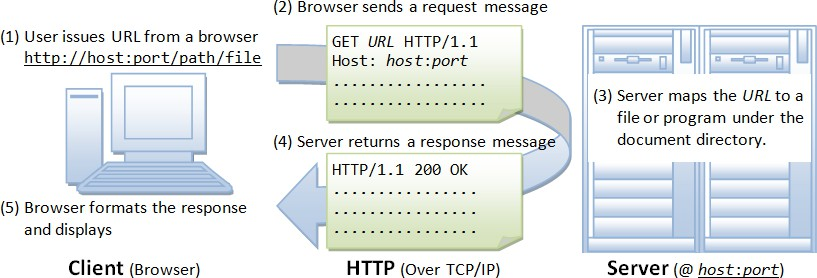 (1) User issues URL from a browser
http://host:port/path/file
(2) Browser sends a request message
GET URL HTTP/1.1
Host: host:port
................
................
(3) Server maps the URL to a
file or program under the
document directory.
(4) Server returns a response message
HTTP/1.1 200 OK
...............
...............
...............
(5) Browser formats the response
and displays
Client (Browser)
HTTP (Over TCP/IP)
Server (@ host:port)